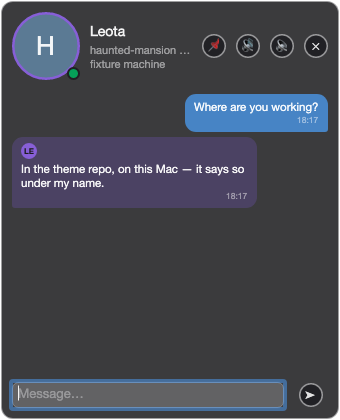 H
Leota
haunted-mansion …
fixture machine
Where are you working?
18:17
LE
In the theme repo, on this Mac — it says so
under my name.
18:17
Message…